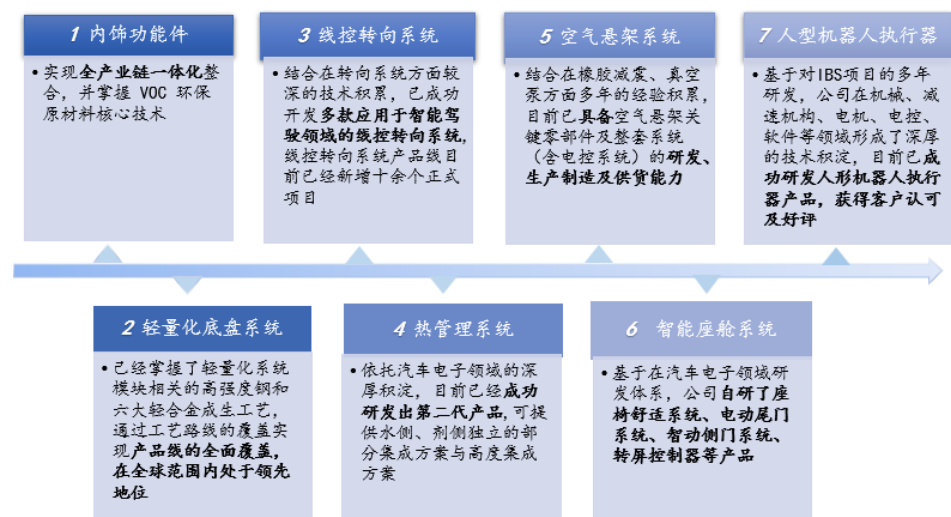 1 内饰功能件
• 实现全产业链一体化整
合，并掌握 VOC 环保
原材料核心技术
2 轻量化底盘系统
• 已经掌握了轻量化系统
模块相关的高强度钢和
六大轻合金成生工艺，
通过工艺路线的覆盖实
现产品线的全面覆盖，
在全球范围内处于领先
地位
3 线控转向系统
• 结合在转向系统方面较
深的技术积累，已成功
开发多款应用于智能驾
驶领域的线控转向系统，
线控转向系统产品线目
前已经新增十余个正式
项目
4 热管理系统
• 依托汽车电子领域的深
厚积淀，目前已经成功
研发出第二代产品，可提
供水侧、剂侧独立的部
分集成方案与高度集成
方案
5 空气悬架系统
• 结合在橡胶减震、真空
泵方面多年的经验积累，
目前已具备空气悬架关
键零部件及整套系统
（含电控系统）的研发、
生产制造及供货能力
6 智能座舱系统
• 基于在汽车电子领域研
发体系，公司自研了座
椅舒适系统、电动尾门
系统、智动侧门系统、
转屏控制器等产品
7 人型机器人执行器
• 基于对IBS项目的多年
研发，公司在机械、减
速机构、电机、电控、
软件等领域形成了深厚
的技术积淀，目前已成
功研发人形机器人执行
器产品，获得客户认可
及好评